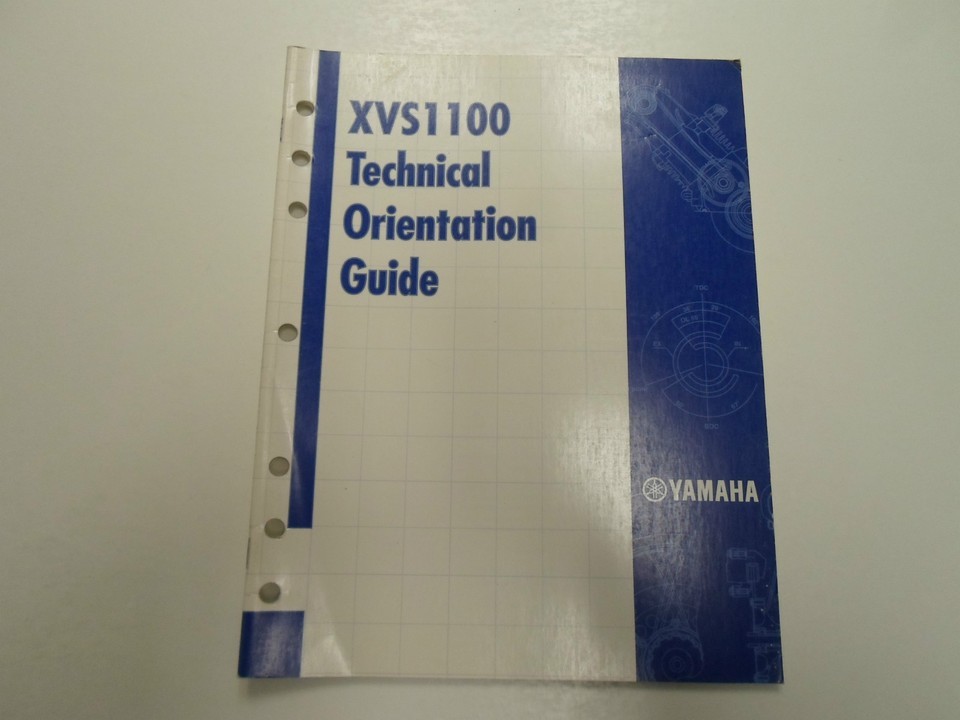 XVS1100
Technical
Orientation
Guide
YAMAHA